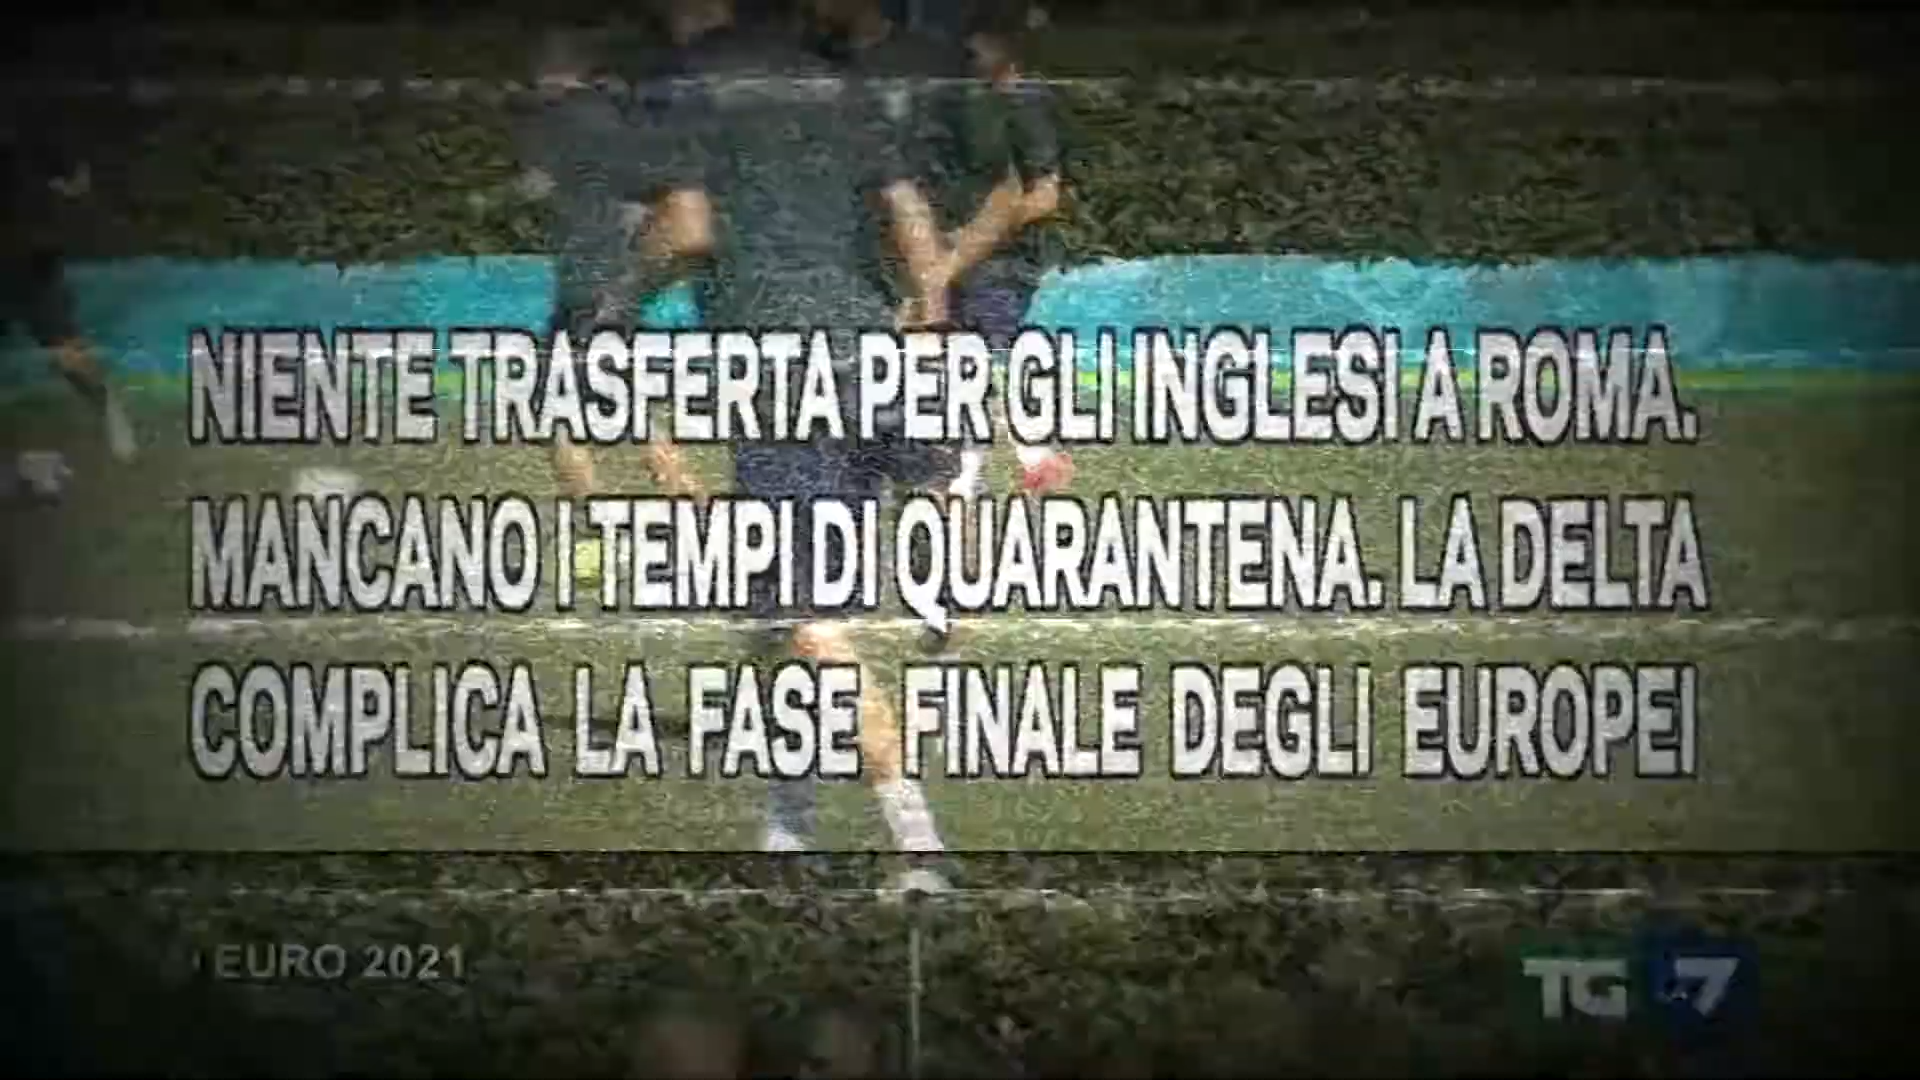 NIENTE TRASFERTA PER GLI INGLESI A ROMA.
MANCANO I TEMPI DI QUARANTENA. LA DELTA
COMPLICA LA FASE FINALE DEGLI EUROPEI
EURO 2021
TG 7